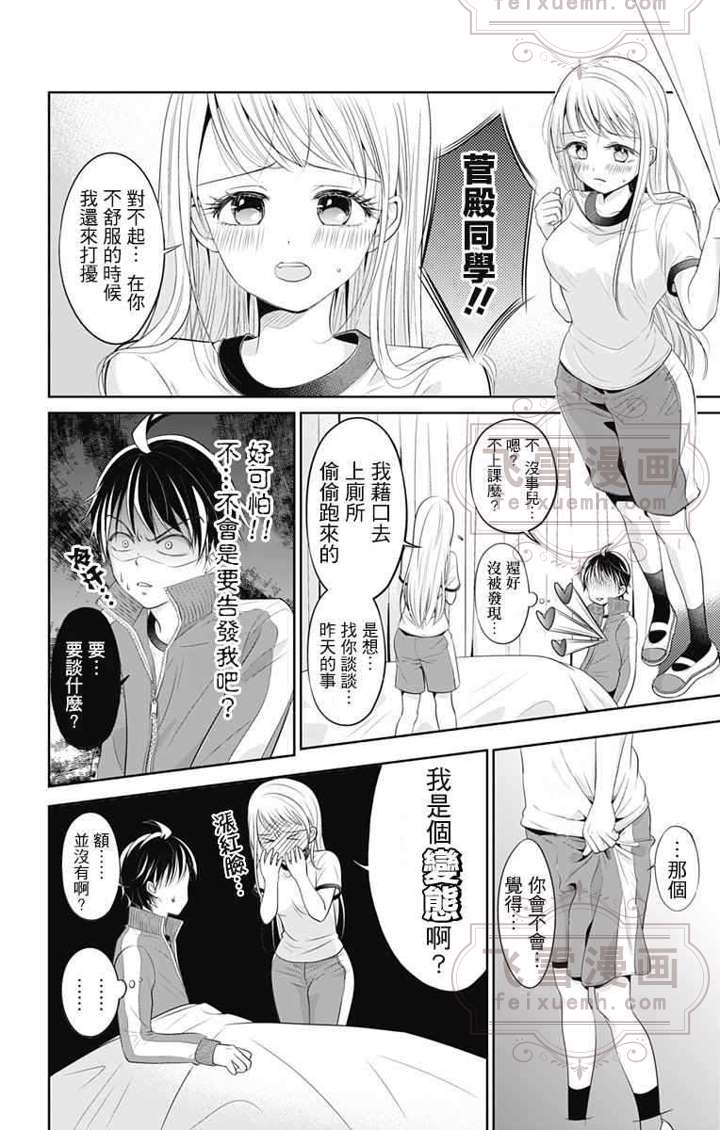 feixuemh.com
菅殿同學!!
對不起… 在你
不舒服的時候
我還來打擾
不 沒事兒…
嗯?
不上課麼?
還好
沒被發現…
我藉口去
上廁所
偷偷跑來的
是想…
找你談談…
昨天的事
好可怕!!
不…不會是要告發我吧?
冷汗…
要…
要談什麼?
飞雪漫画
feixuemh.com
…那個
你會不會…
覺得…
我是個變態啊?
漲紅臉…
額……
並沒有啊?
……
……
飞雪漫画
feixuemh.com